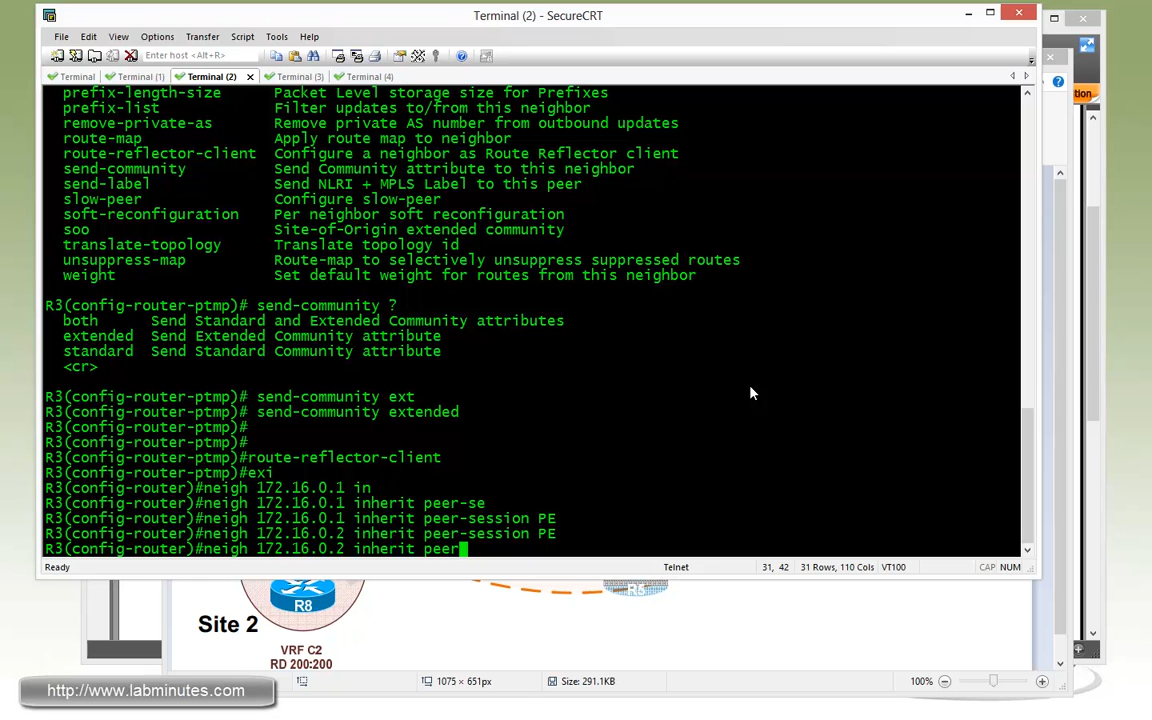 Terminal (2) - SecureCRT
File Edit View Options Transfer Script Tools Help
Enter host <Alt+R>
Terminal Terminal (1) Terminal (2) Terminal (3) Terminal (4)
prefix-length-size Packet Level storage size for Prefixes
prefix-list Filter updates to/from this neighbor
remove-private-as Remove private AS number from outbound updates
route-map Apply route map to neighbor
route-reflector-client Configure a neighbor as Route Reflector client
send-community Send Community attribute to this neighbor
send-label Send NLRI + MPLS Label to this peer
slow-peer Configure slow-peer
soft-reconfiguration Per neighbor soft reconfiguration
soo Site-of-Origin extended community
translate-topology Translate topology id
unsuppress-map Route-map to selectively unsuppress suppressed routes
weight Set default weight for routes from this neighbor
R3(config-router-ptmp)# send-community ?
both Send Standard and Extended Community attributes
extended Send Extended Community attribute
standard Send Standard Community attribute
<cr>
R3(config-router-ptmp)# send-community ext
R3(config-router-ptmp)# send-community extended
R3(config-router-ptmp)#
R3(config-router-ptmp)#
R3(config-router-ptmp)#route-reflector-client
R3(config-router-ptmp)#exi
R3(config-router)#neigh 172.16.0.1 in
R3(config-router)#neigh 172.16.0.1 inherit peer-se
R3(config-router)#neigh 172.16.0.1 inherit peer-session PE
R3(config-router)#neigh 172.16.0.2 inherit peer-session PE
R3(config-router)#neigh 172.16.0.2 inherit peer
Ready Telnet 31, 42 31 Rows, 110 Cols VT100 CAP NUM
R8
Site 2
VRF C2
RD 200:200
http://www.labminutes.com
1075 × 651px
Size: 291.1KB
100%